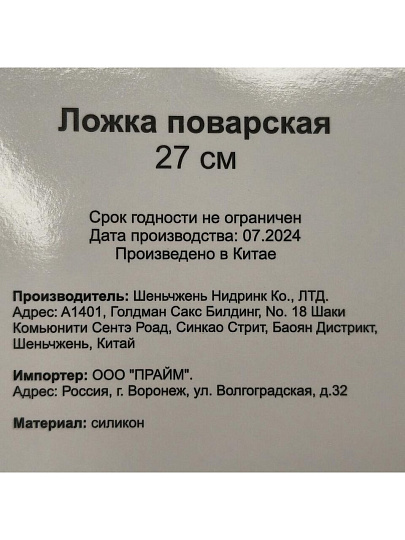 Ложка поварская
27 см
Срок годности не ограничен
Дата производства: 07.2024
Произведено в Китае
Производитель: Шеньчжень Нидринк Ко., ЛТД.
Адрес: А1401, Голдман Сакс Билдинг, No. 18 Шаки
Комьюнити Сентэ Роад, Синкао Стрит, Баоян Дистрикт,
Шеньчжень, Китай
Импортер: ООО "ПРАЙМ".
Адрес: Россия, г. Воронеж, ул. Волгоградская, д.32
Материал: силикон